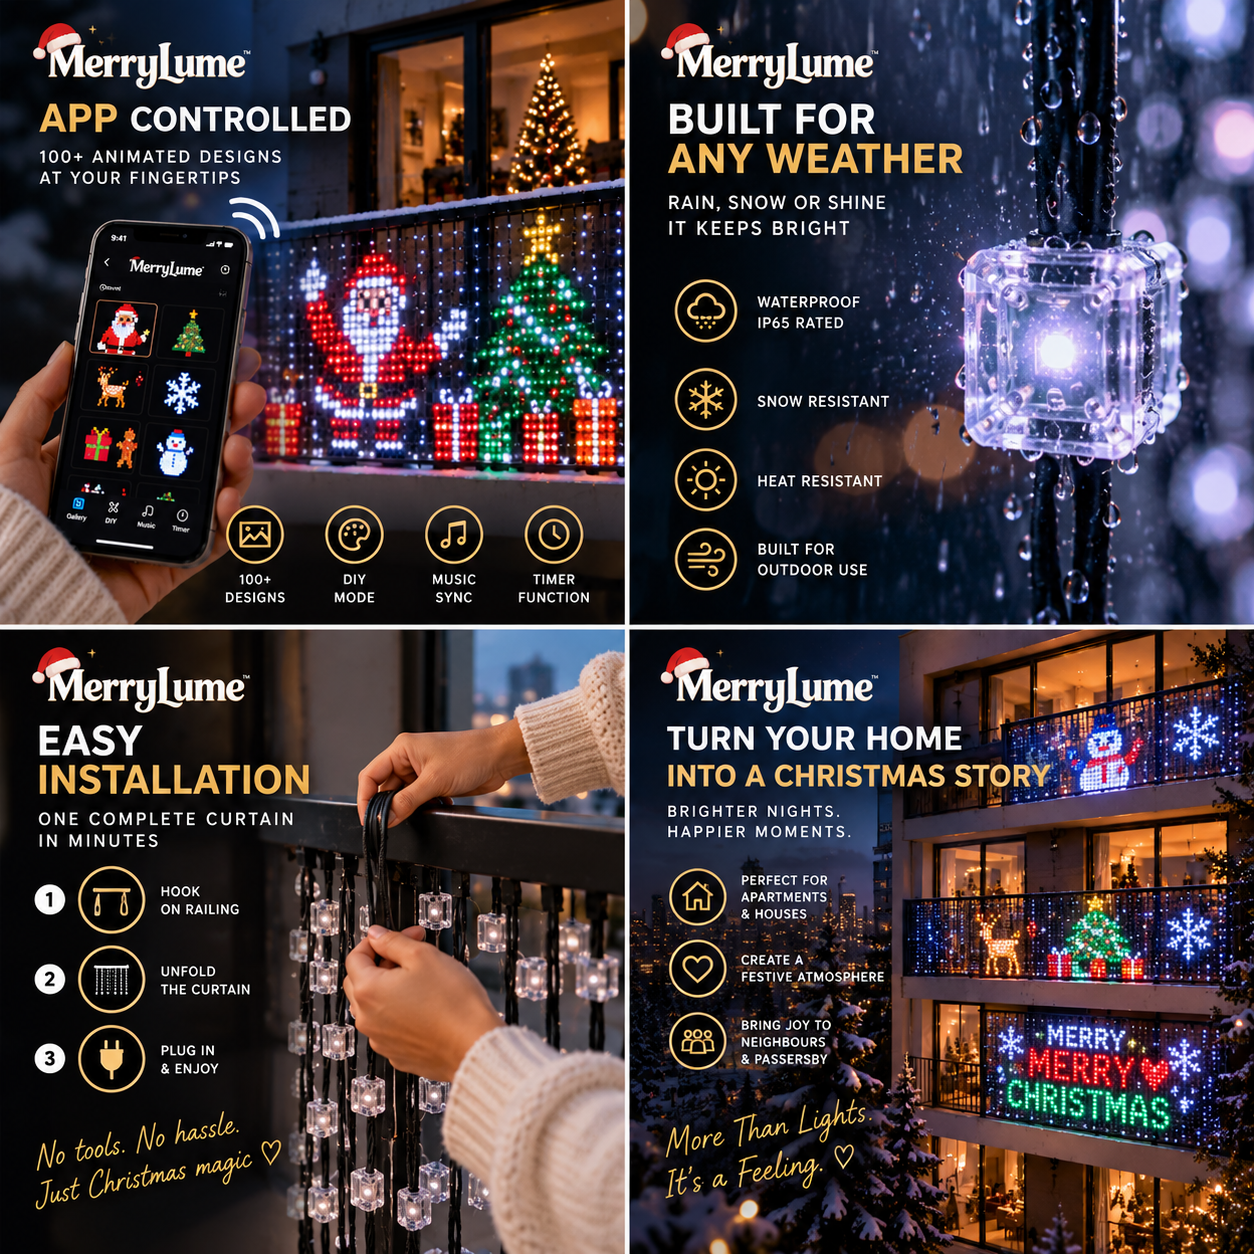 MerryLume™
APP CONTROLLED
100+ ANIMATED DESIGNS
AT YOUR FINGERTIPS
9:41
MerryLume
Gallery
DIY
Music
Timer
100+
DESIGNS
DIY
MODE
MUSIC
SYNC
TIMER
FUNCTION
MerryLume™
BUILT FOR
ANY WEATHER
RAIN, SNOW OR SHINE
IT KEEPS BRIGHT
WATERPROOF
IP65 RATED
SNOW RESISTANT
HEAT RESISTANT
BUILT FOR
OUTDOOR USE
MerryLume™
EASY
INSTALLATION
ONE COMPLETE CURTAIN
IN MINUTES
1
HOOK
ON RAILING
2
UNFOLD
THE CURTAIN
3
PLUG IN
& ENJOY
No tools. No hassle.
Just Christmas magic ♡
MerryLume™
TURN YOUR HOME
INTO A CHRISTMAS STORY
BRIGHTER NIGHTS.
HAPPIER MOMENTS.
PERFECT FOR
APARTMENTS
& HOUSES
CREATE A
FESTIVE ATMOSPHERE
BRING JOY TO
NEIGHBOURS
& PASSERSBY
More Than Lights.
It's a Feeling. ♡
MERRY
MERRY
CHRISTMAS